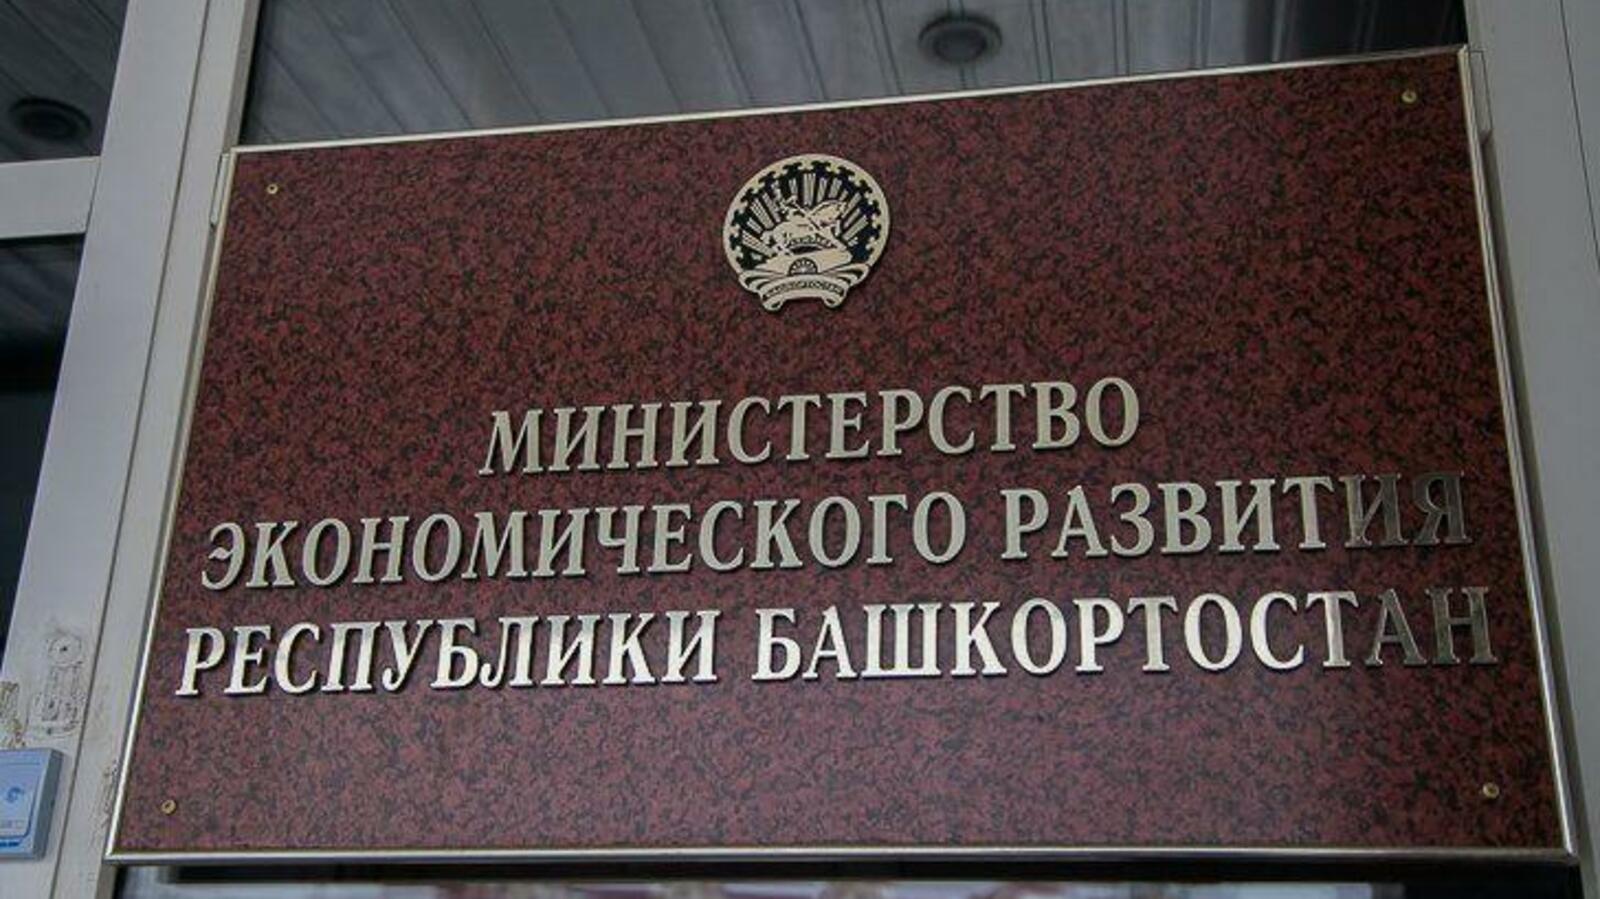 МИНИСТЕРСТВО
ЭКОНОМИЧЕСКОГО РАЗВИТИЯ
РЕСПУБЛИКИ БАШКОРТОСТАН